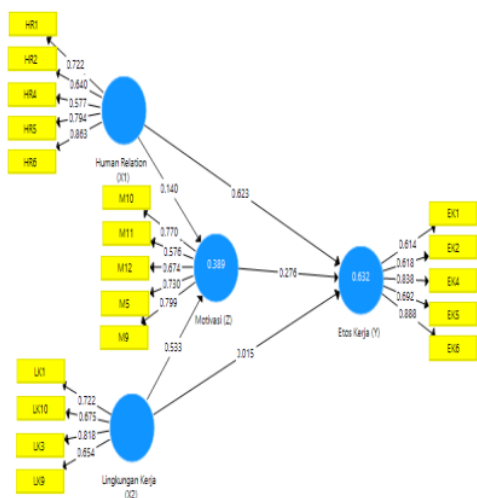 HR1
HR2
HR4
HR5
HR6
0.722
0.640
0.577
0.794
0.863
Human Relation
(X1)
0.140
0.623
M10
M11
M12
M5
M9
0.770
0.576
0.674
0.730
0.799
0.389
Motivasi (Z)
0.276
0.533
0.015
0.632
Etos Kerja (Y)
0.614
0.618
0.838
0.692
0.888
EK1
EK2
EK4
EK5
EK6
LK1
LK10
LK3
LK9
0.722
0.675
0.818
0.654
Lingkungan Kerja
(X2)